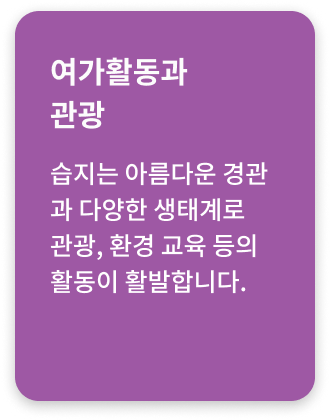 여가활동과
관광
습지는 아름다운 경관
과 다양한 생태계로
관광, 환경 교육 등의
활동이 활발합니다.